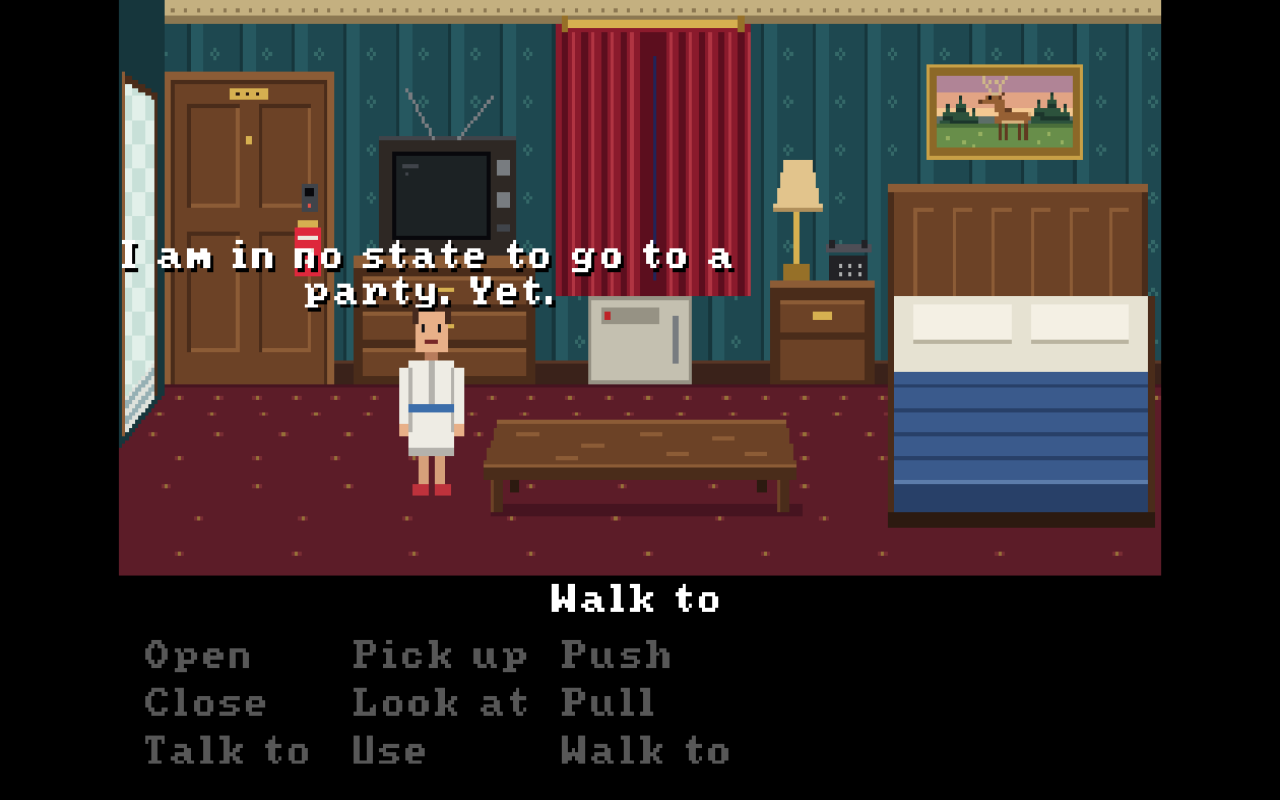 I am in no state to go to a
party. Yet.
Walk to
Open Pick up Push
Close Look at Pull
Talk to Use Walk to